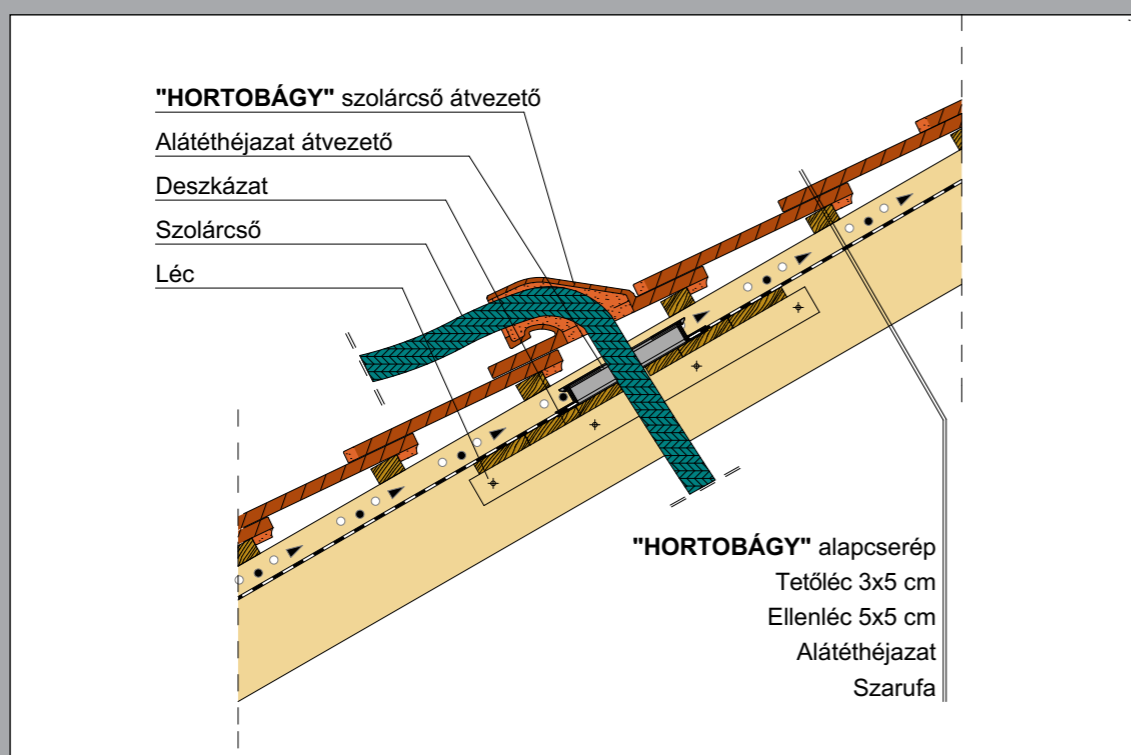 "HORTOBÁGY" szolárcső átvezető
Alátéthéjazat átvezető
Deszkázat
Szolárcső
Léc
"HORTOBÁGY" alapcserép
Tetőléc 3x5 cm
Ellenléc 5x5 cm
Alátéthéjazat
Szarufa